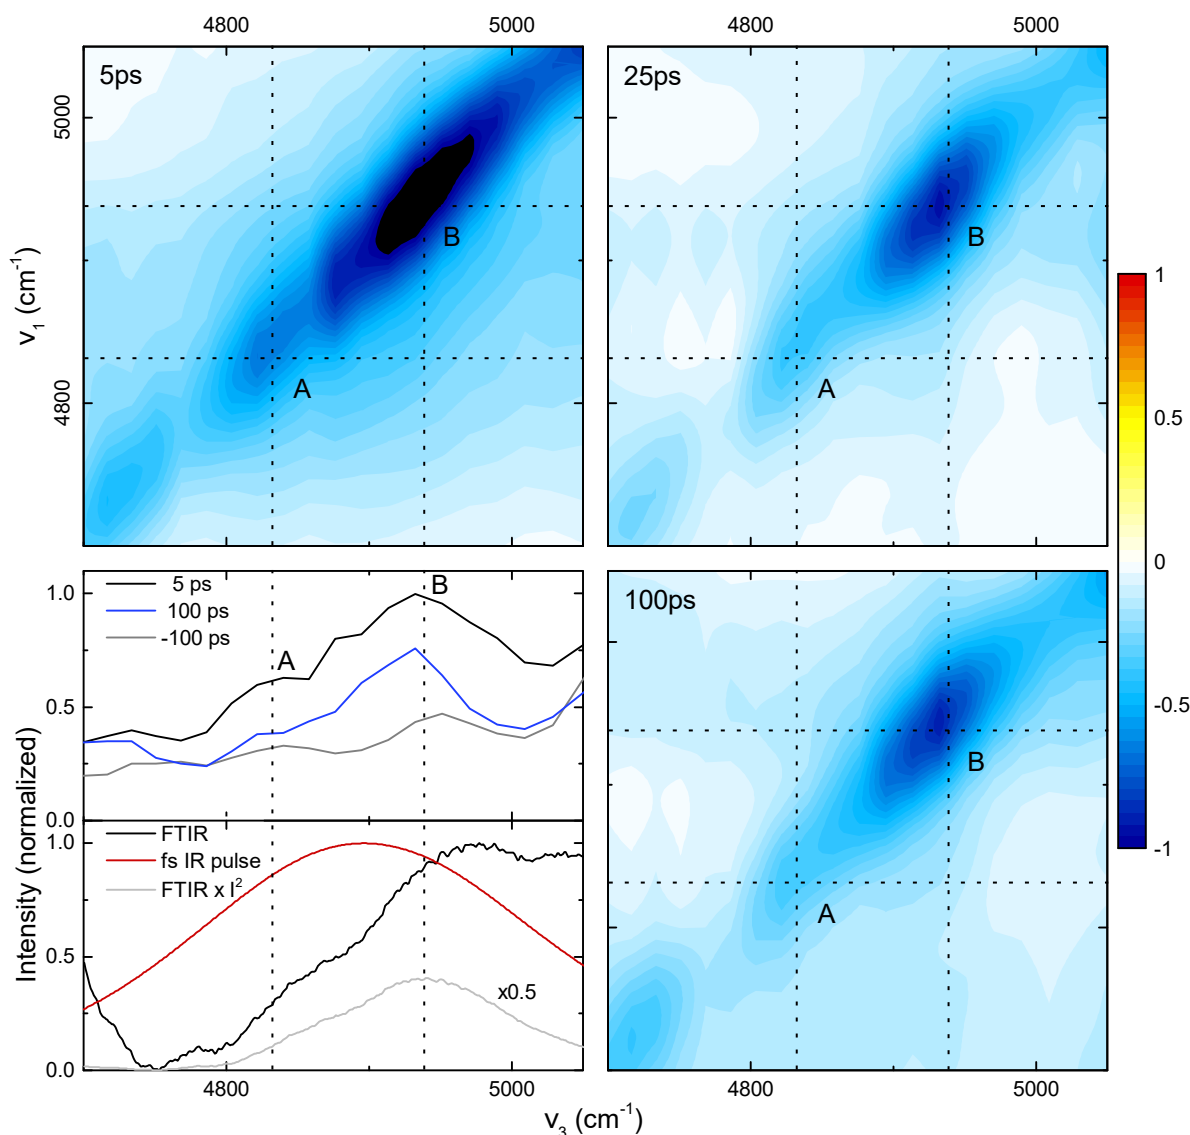 4800 5000 4800 5000
5ps
25ps
5000
B
B
ν₁ (cm⁻¹)
4800
A
A
1
0.5
0
-0.5
-1
1.0
5 ps
100 ps
-100 ps
B
A
0.5
0.0
100ps
B
A
Intensity (normalized)
1.0
FTIR
fs IR pulse
FTIR x I²
0.5
x0.5
0.0
4800 5000 4800 5000
ν₃ (cm⁻¹)